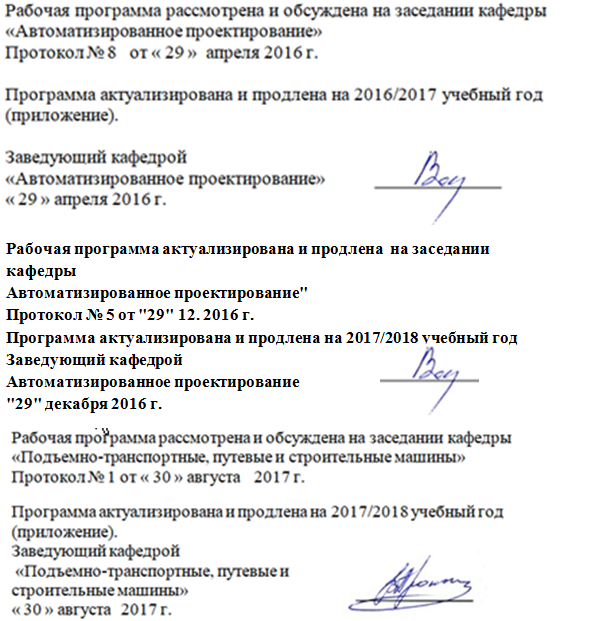 Рабочая программа рассмотрена и обсуждена на заседании кафедры
«Автоматизированное проектирование»
Протокол № 8 от « 29 » апреля 2016 г.
Программа актуализирована и продлена на 2016/2017 учебный год
(приложение).
Заведующий кафедрой
«Автоматизированное проектирование»
« 29 » апреля 2016 г.
Рабочая программа актуализирована и продлена на заседании
кафедры
Автоматизированное проектирование"
Протокол № 5 от "29" 12. 2016 г.
Программа актуализирована и продлена на 2017/2018 учебный год
Заведующий кафедрой
Автоматизированное проектирование
"29" декабря 2016 г.
Рабочая программа рассмотрена и обсуждена на заседании кафедры
«Подъемно-транспортные, путевые и строительные машины»
Протокол № 1 от « 30 » августа 2017 г.
Программа актуализирована и продлена на 2017/2018 учебный год
(приложение).
Заведующий кафедрой
«Подъемно-транспортные, путевые и
строительные машины»
« 30 » августа 2017 г.